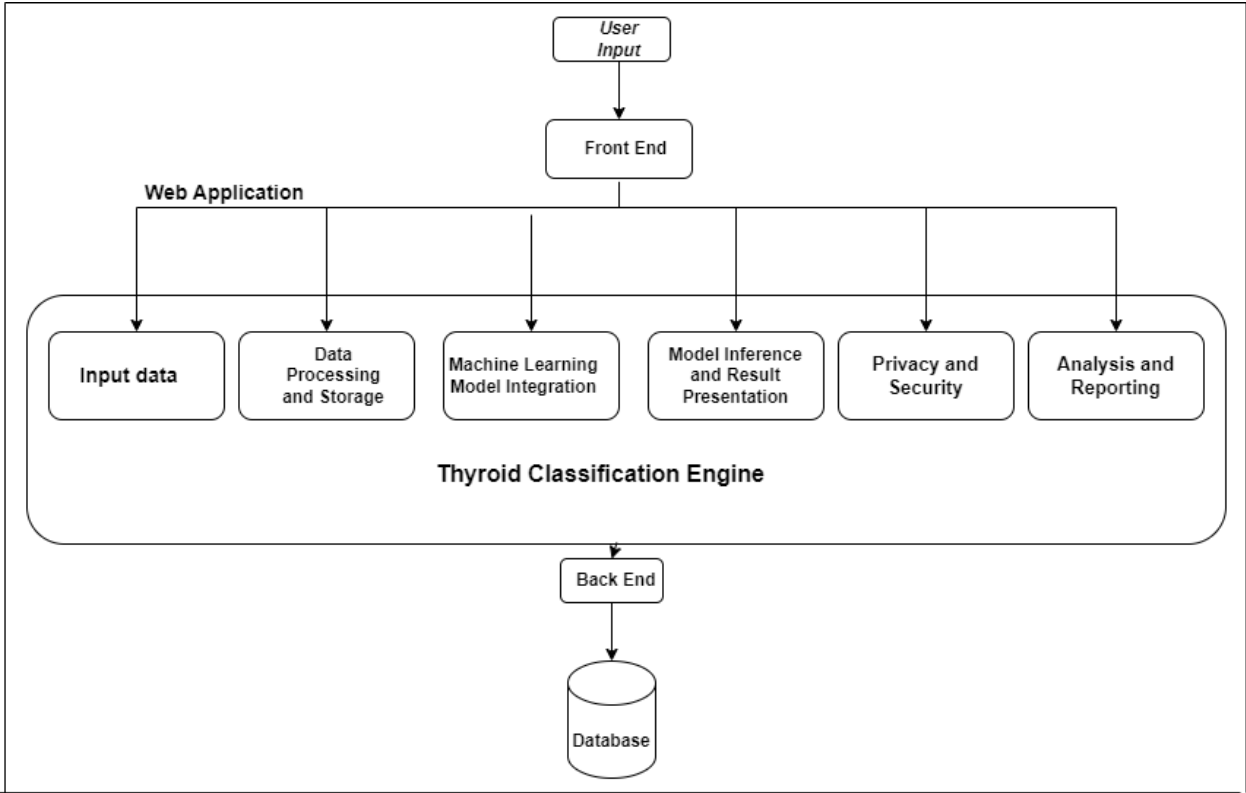 User
Input
Front End
Web Application
Input data
Data
Processing
and Storage
Machine Learning
Model Integration
Model Inference
and Result
Presentation
Privacy and
Security
Analysis and
Reporting
Thyroid Classification Engine
Back End
Database